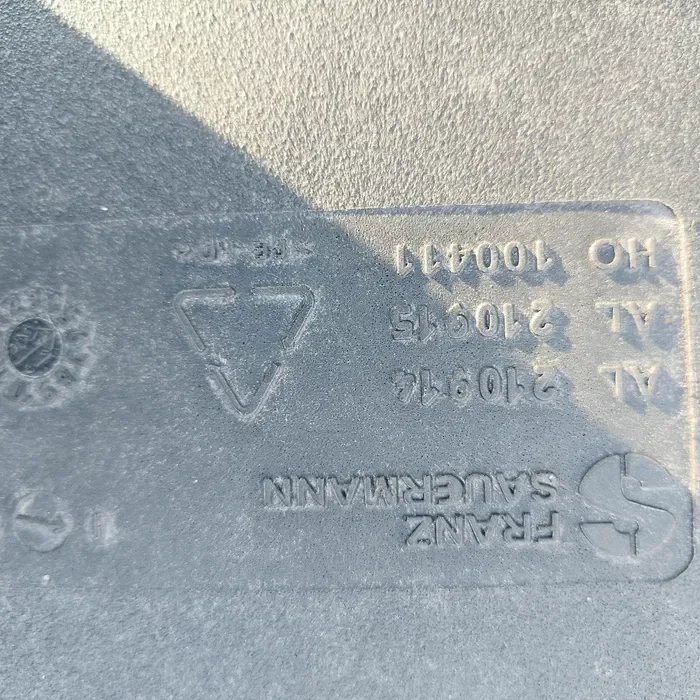 FRANZ
SAUERMANN
AL 210914
AL 210915
HO 100411